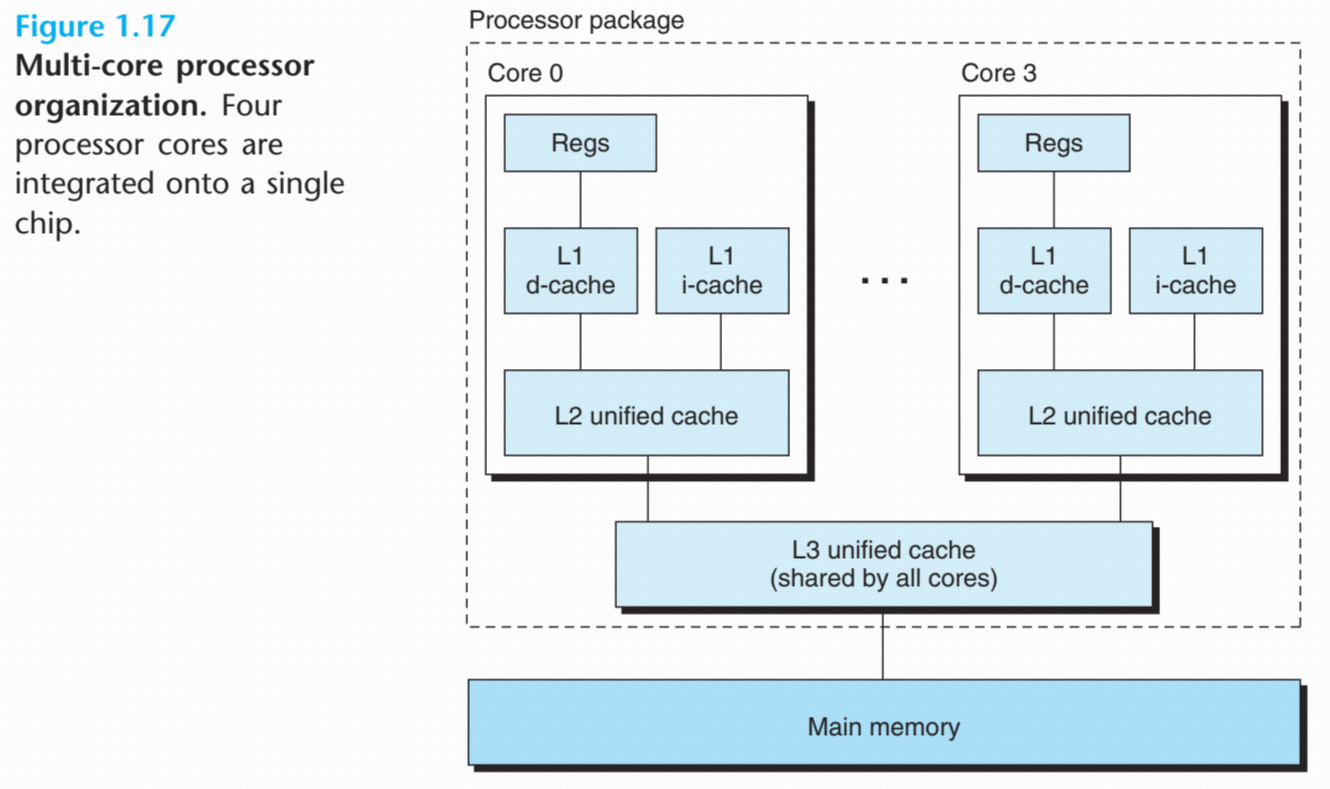 Figure 1.17
Multi-core processor
organization. Four
processor cores are
integrated onto a single
chip.
Processor package
Core 0
Regs
L1
d-cache
L1
i-cache
L2 unified cache
. . .
Core 3
Regs
L1
d-cache
L1
i-cache
L2 unified cache
L3 unified cache
(shared by all cores)
Main memory